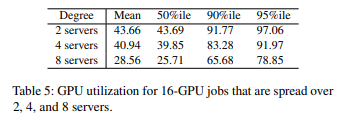 Degree Mean 50%ile 90%ile 95%ile
2 servers 43.66 43.69 91.77 97.06
4 servers 40.94 39.85 83.28 91.97
8 servers 28.56 25.71 65.68 78.85
Table 5: GPU utilization for 16-GPU jobs that are spread over
2, 4, and 8 servers.